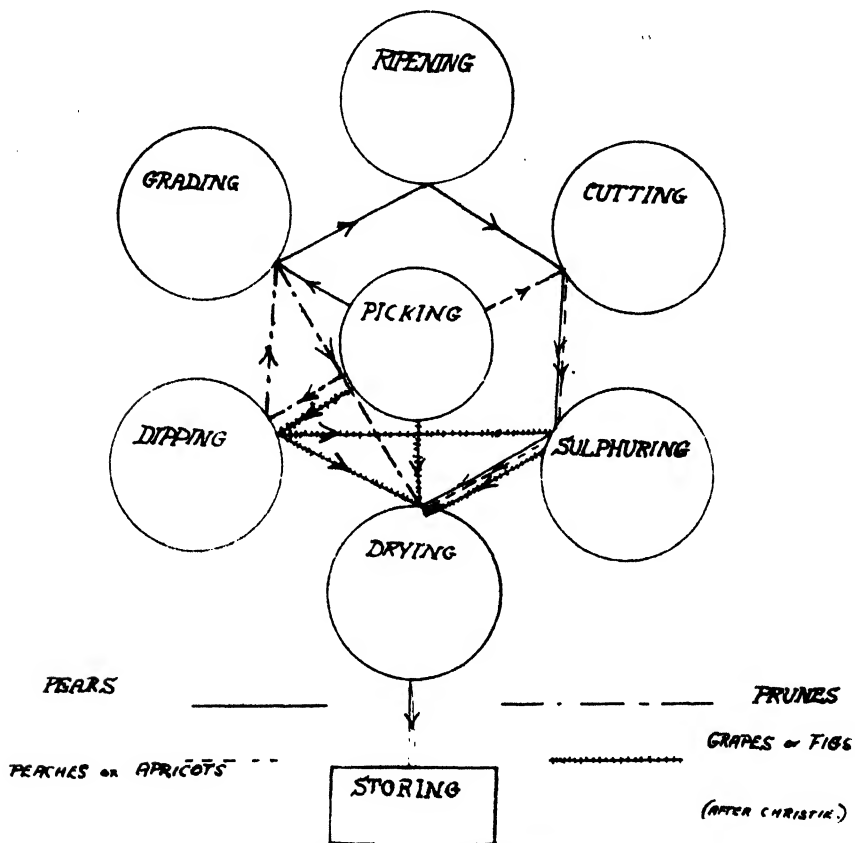 RIPENING
GRADING
CUTTING
PICKING
DIPPING
SULPHURING
DRYING
PEARS
PRUNES
GRAPES or FIGS
PEACHES or APRICOTS
STORING
(AFTER CHRISTIE.)